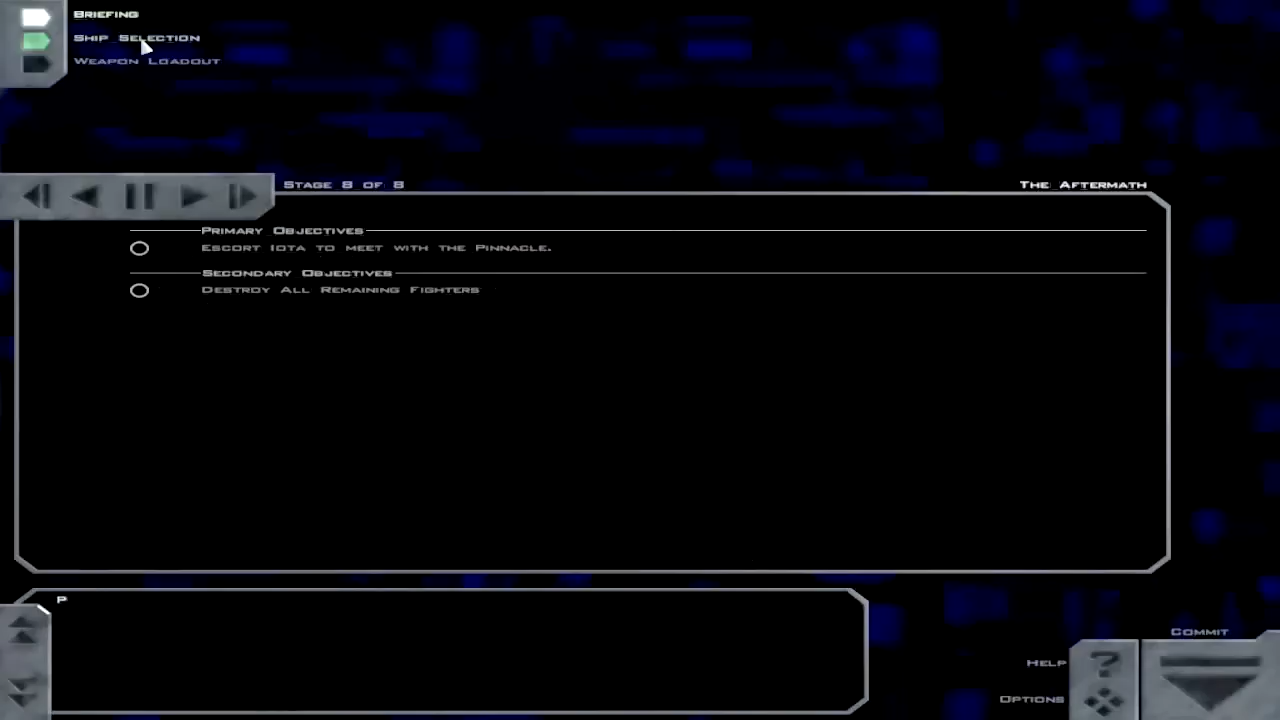 Briefing
Ship Selection
Weapon Loadout
Stage 8 of 8
The Aftermath
Primary Objectives
Escort Iota to meet with the Pinnacle.
Secondary Objectives
Destroy All Remaining Fighters
P
Commit
Help
?
Options